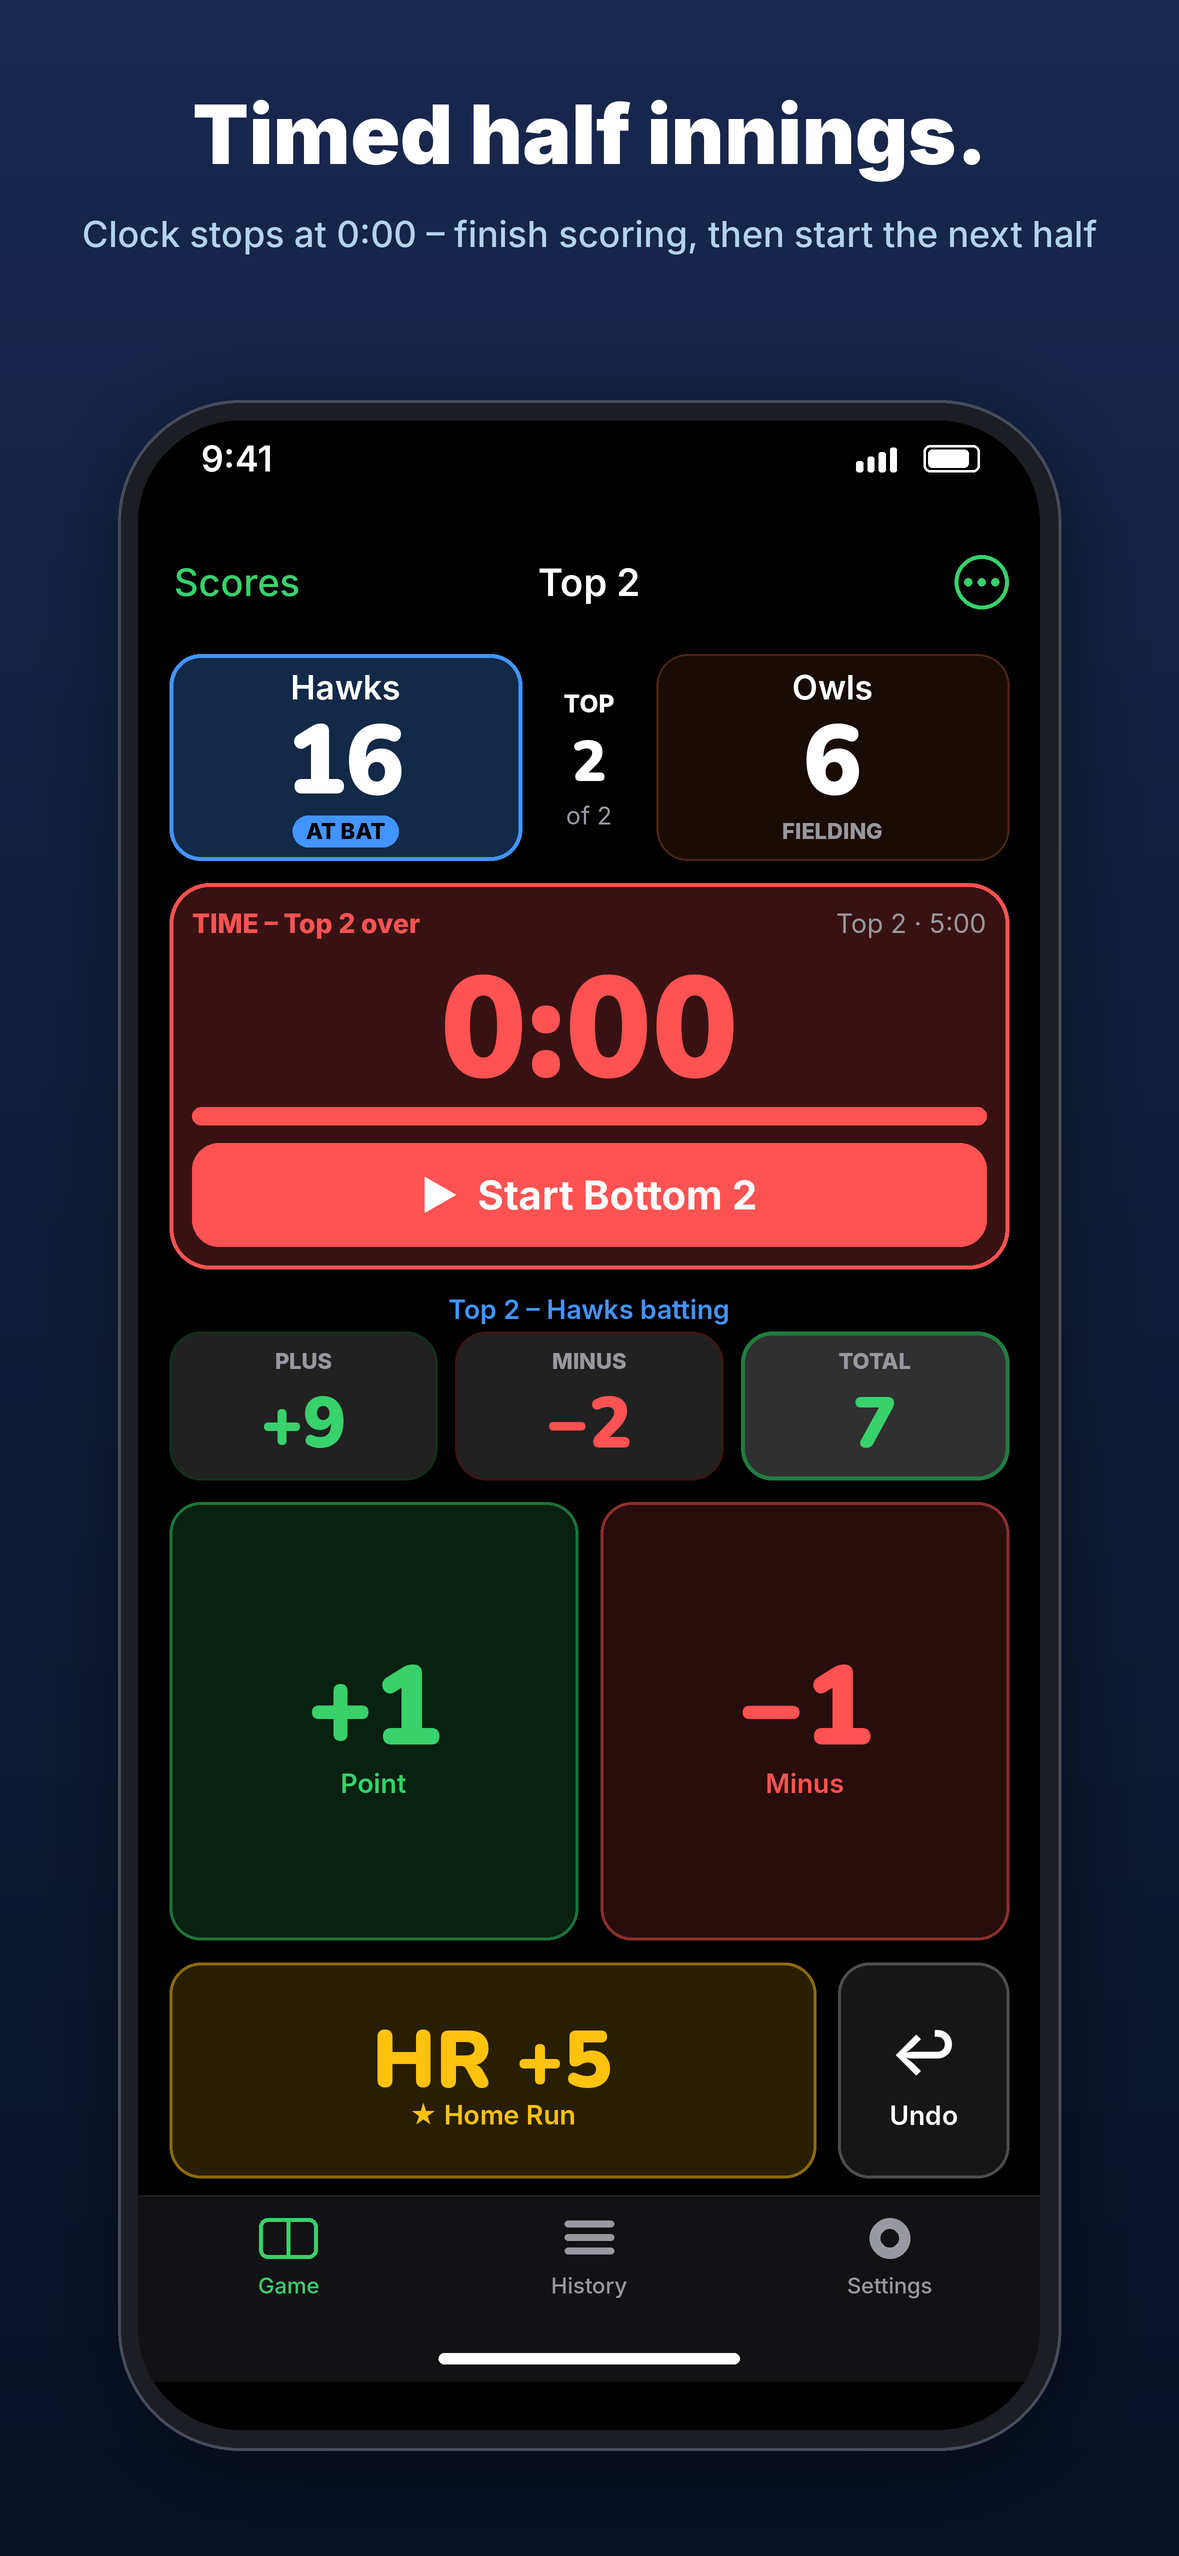 Timed half innings.
Clock stops at 0:00 – finish scoring, then start the next half
9:41
Scores
Top 2
Hawks
16
AT BAT
TOP
2
of 2
Owls
6
FIELDING
TIME – Top 2 over
Top 2 · 5:00
0:00
Start Bottom 2
Top 2 – Hawks batting
PLUS
+9
MINUS
−2
TOTAL
7
+1
Point
−1
Minus
HR +5
★ Home Run
Undo
Game
History
Settings